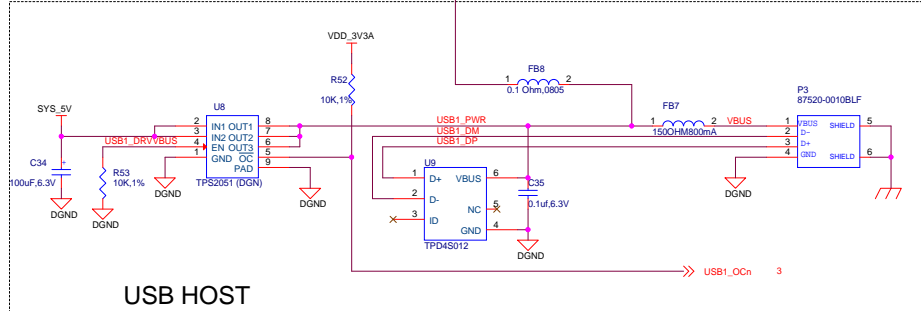 VDD_3V3A
FB8
1 2
0.1 Ohm,0805
R52
10K,1%
P3
87520-0010BLF
SYS_5V
U8
FB7
1 2
150OHM800mA
VBUS
2 IN1 OUT1 8
3 IN2 OUT2 7
4 EN OUT3 6
1 GND OC 5
PAD 9
TPS2051 (DGN)
USB1_DRVVBUS
USB1_PWR
USB1_DM
USB1_DP
1 VBUS SHIELD 5
2 D-
3 D+
4 GND SHIELD 6
C34
+
100uF,6.3V
R53
10K,1%
U9
1 D+ VBUS 6
2 D- NC 5
3 ID GND 4
TPD4S012
C35
0.1uf,6.3V
DGND
DGND
DGND
DGND
DGND
DGND
USB1_OCn 3
USB HOST